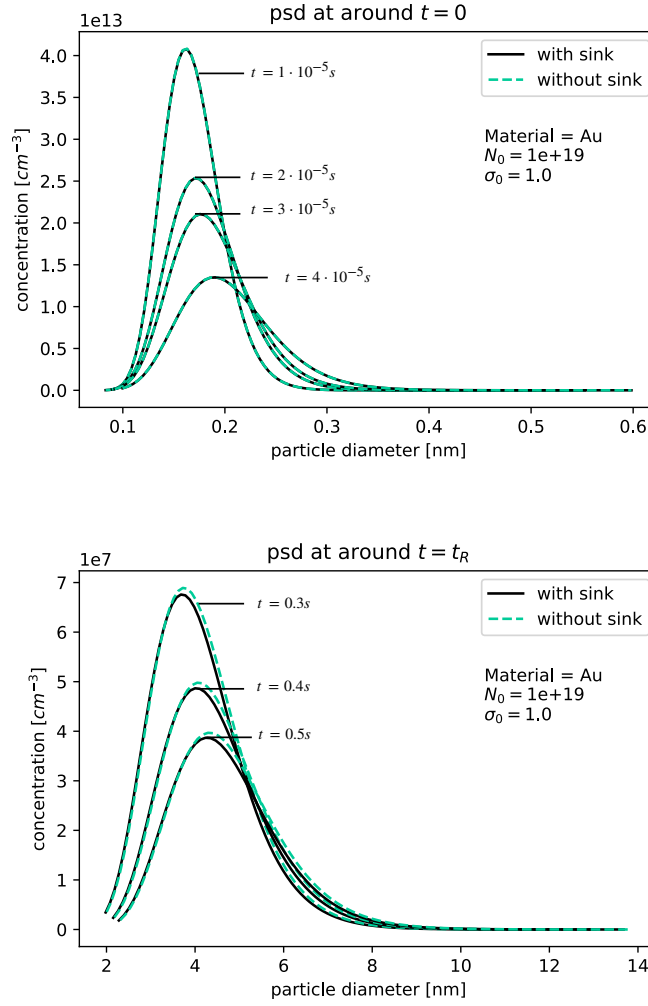 psd at around t = 0
1e13
with sink
without sink
Material = Au
N₀ = 1e+19
σ₀ = 1.0
t = 1 · 10⁻⁵s
t = 2 · 10⁻⁵s
t = 3 · 10⁻⁵s
t = 4 · 10⁻⁵s
concentration [cm⁻³]
4.0
3.5
3.0
2.5
2.0
1.5
1.0
0.5
0.0
0.1 0.2 0.3 0.4 0.5 0.6
particle diameter [nm]
psd at around t = t_R
1e7
with sink
without sink
Material = Au
N₀ = 1e+19
σ₀ = 1.0
t = 0.3s
t = 0.4s
t = 0.5s
concentration [cm⁻³]
7
6
5
4
3
2
1
0
2 4 6 8 10 12 14
particle diameter [nm]